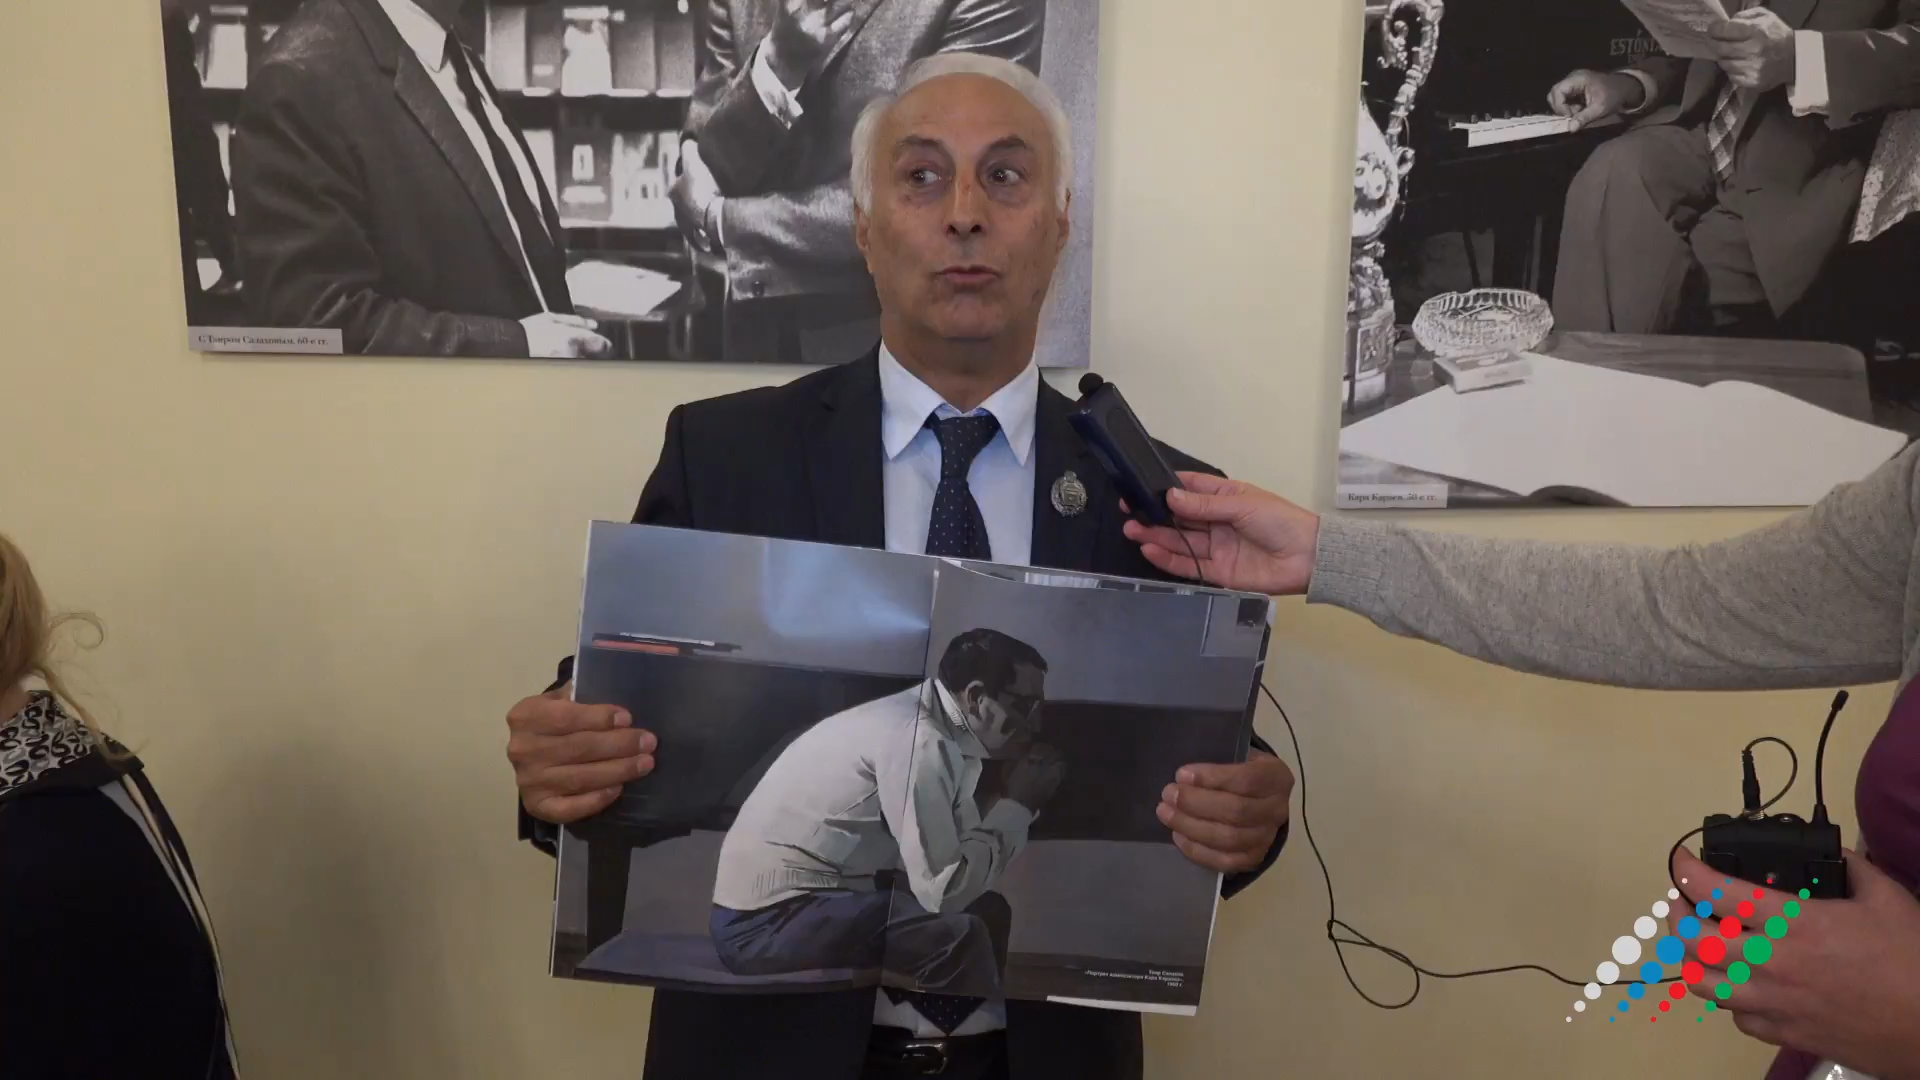 ESTONIA
С Таиром Салаховым. 60-е гг.
Кара Караев. 50-е гг.
Таир Салахов.
«Портрет композитора Кара Караева».
1960 г.